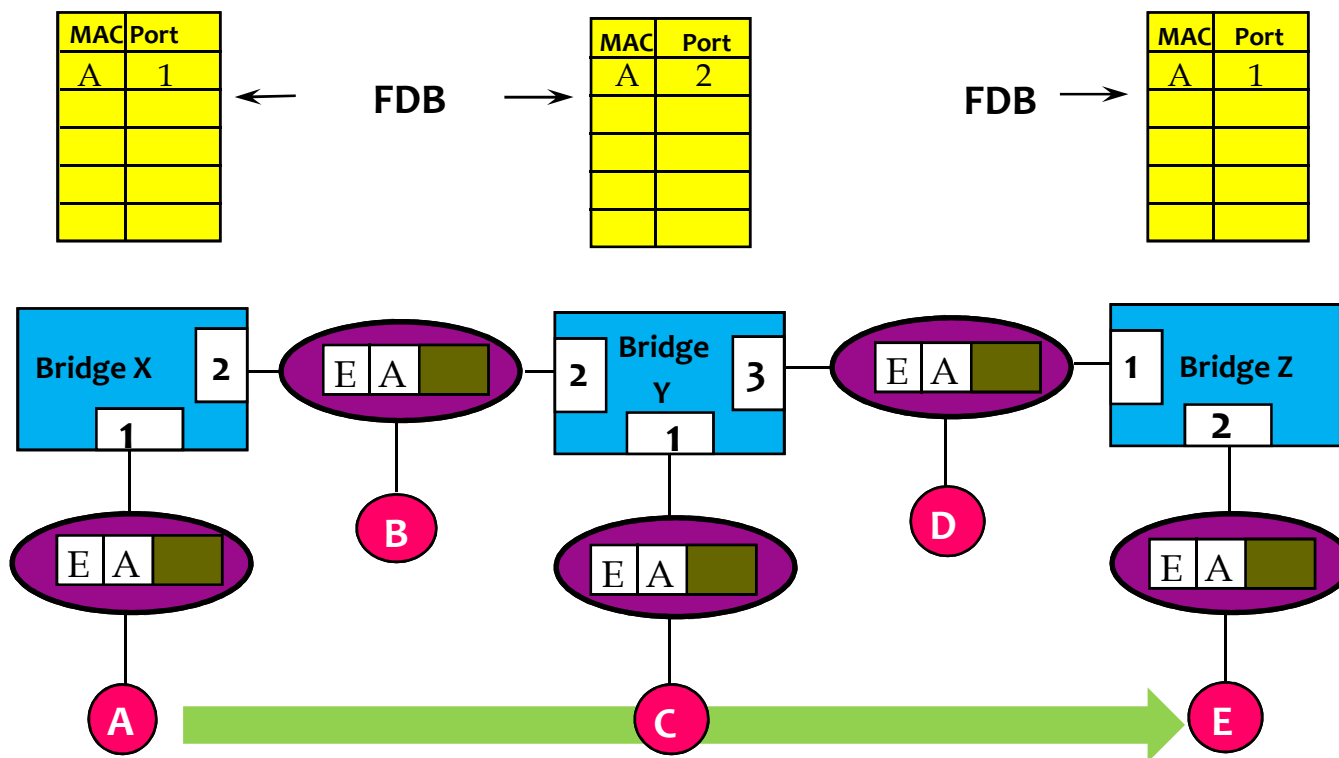 MAC Port
A 1
FDB
MAC Port
A 2
FDB
MAC Port
A 1
Bridge X
2
1
E A
2
Bridge
Y
3
1
E A
1
Bridge Z
2
E A
B
E A
D
E A
A
C
E